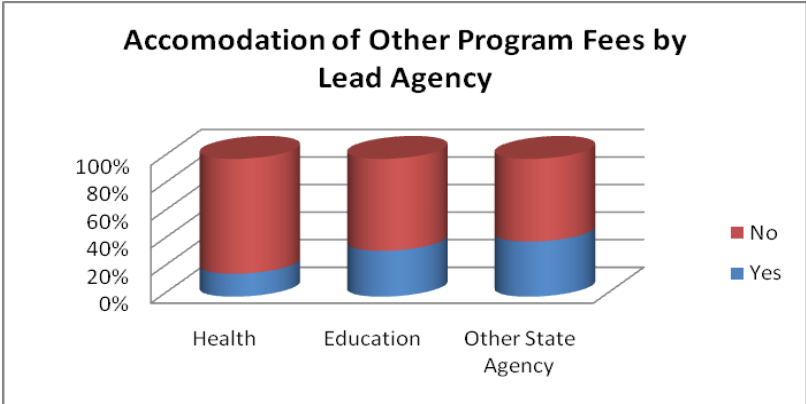 Accomodation of Other Program Fees by
Lead Agency
100%
80%
60%
40%
20%
0%
Health
Education
Other State
Agency
No
Yes